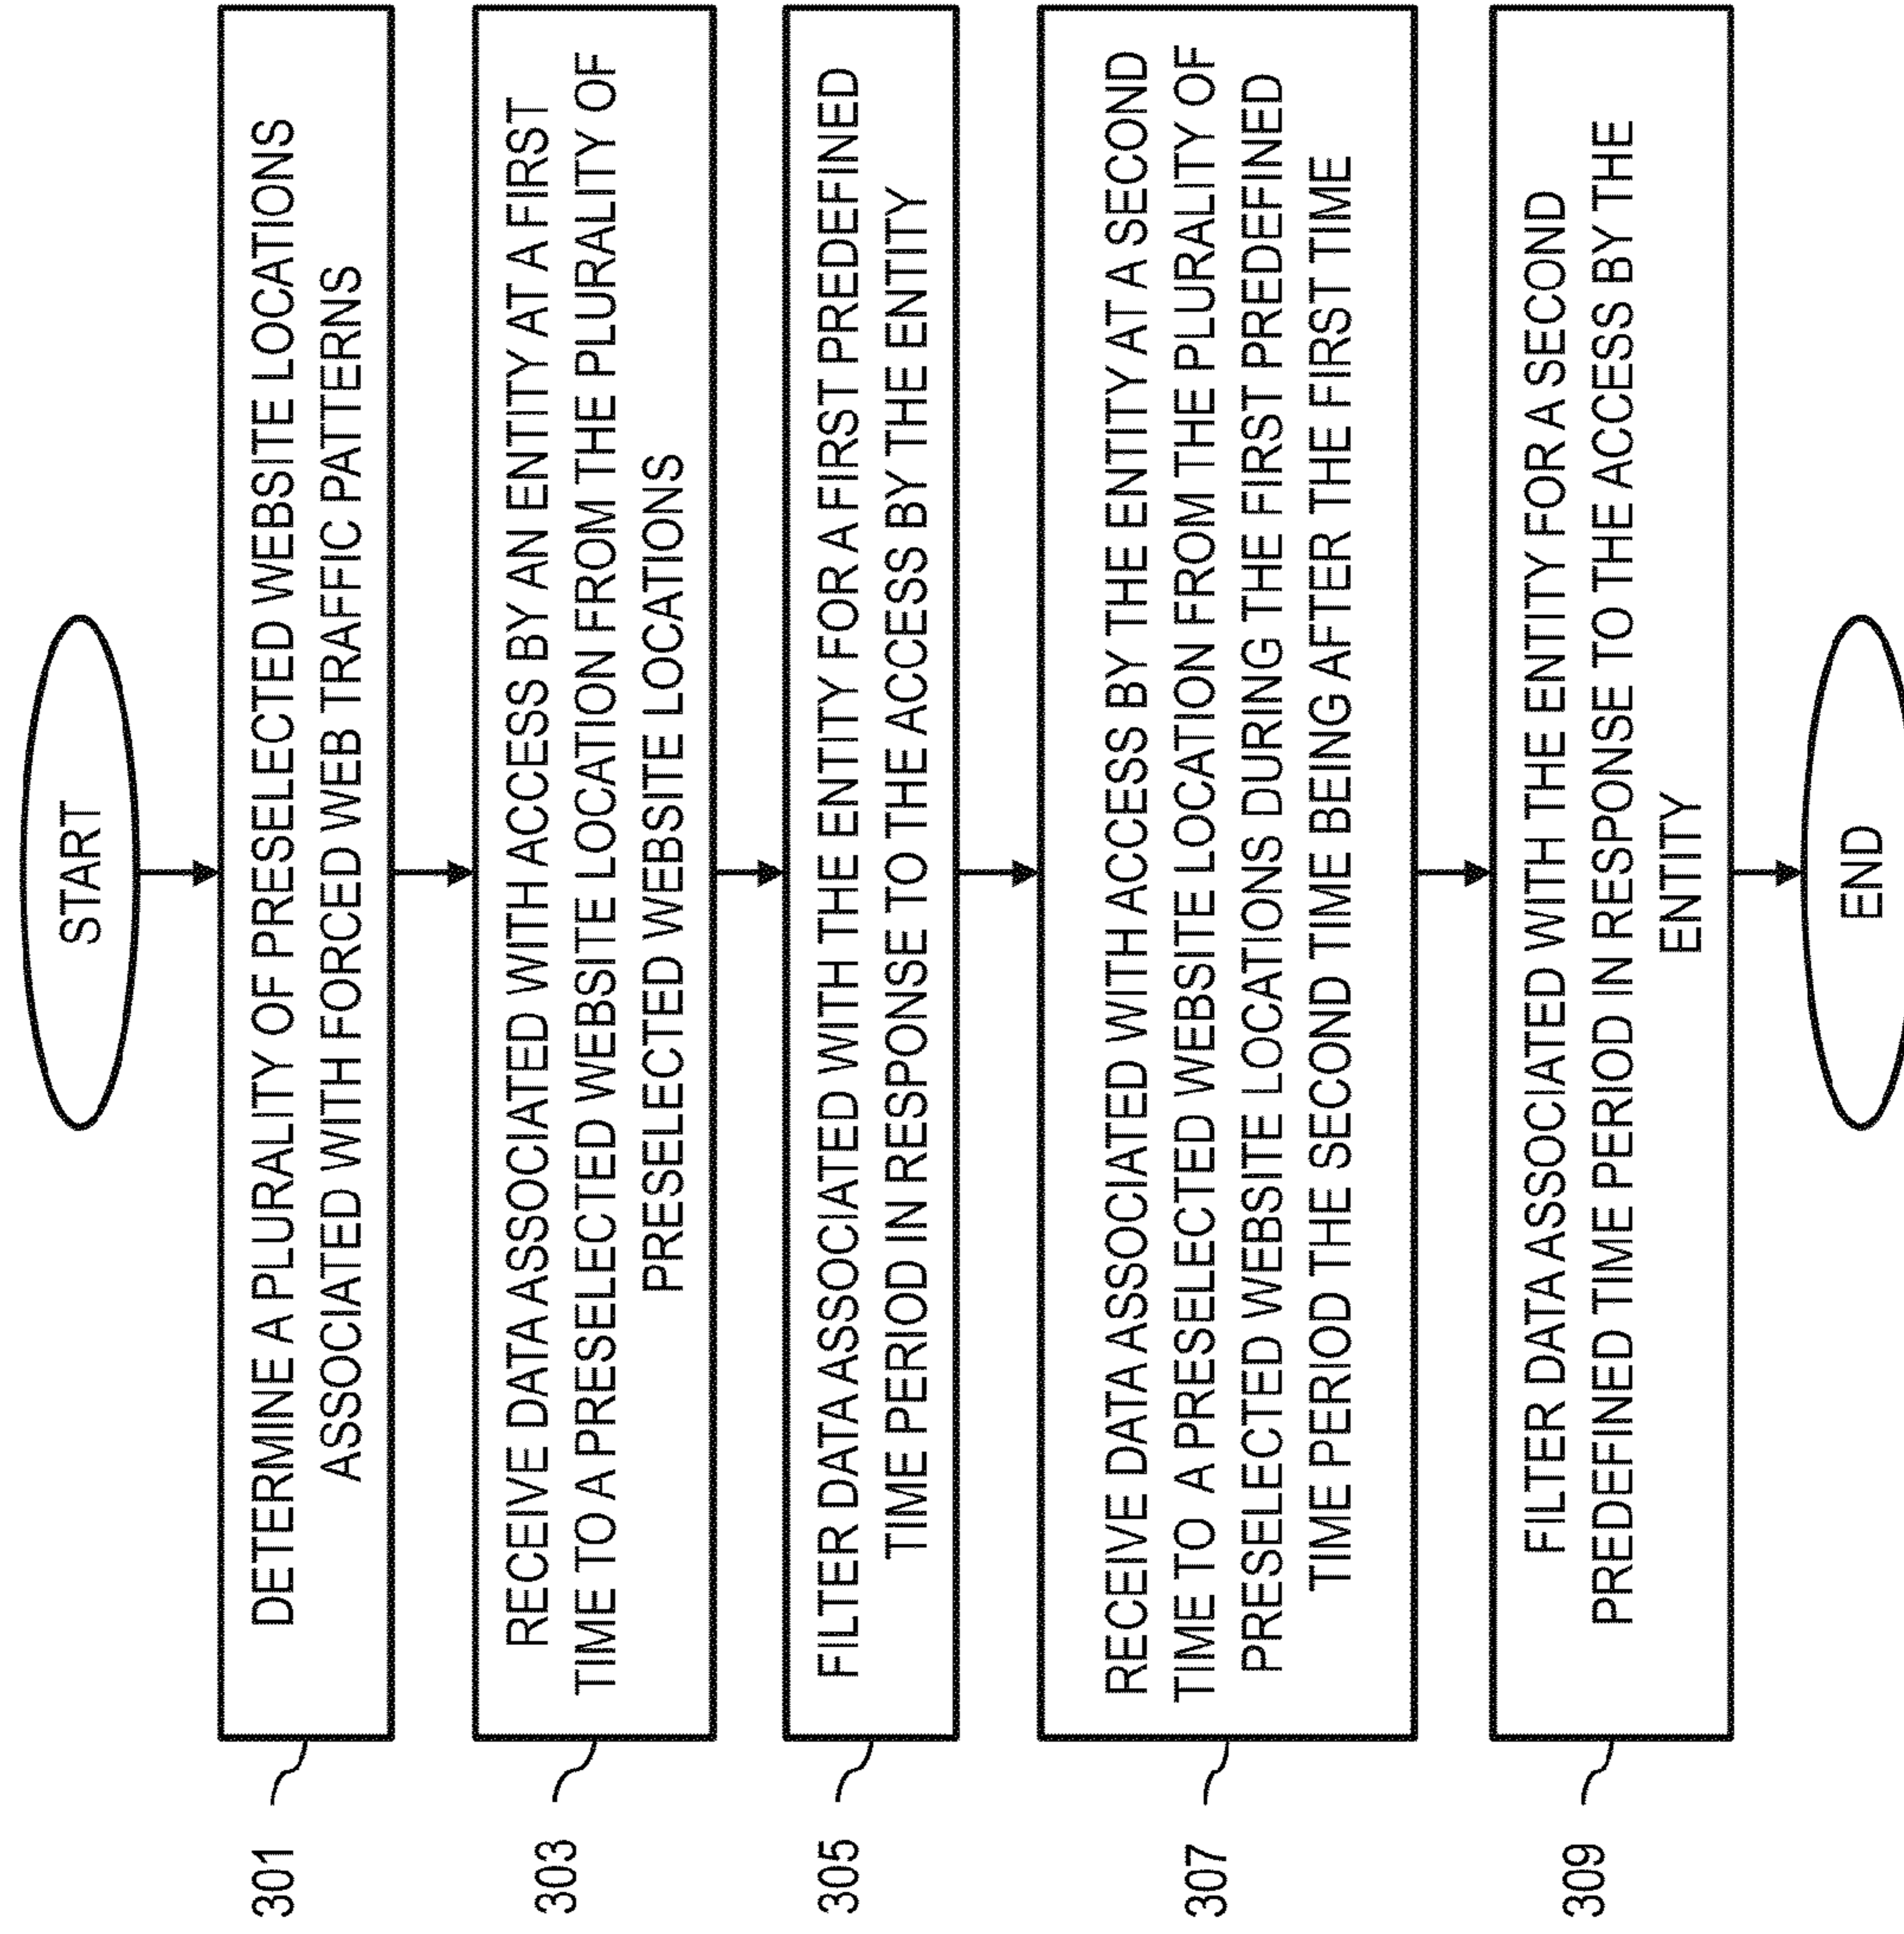 START
301
DETERMINE A PLURALITY OF PRESELECTED WEBSITE LOCATIONS
ASSOCIATED WITH FORCED WEB TRAFFIC PATTERNS
303
RECEIVE DATA ASSOCIATED WITH ACCESS BY AN ENTITY AT A FIRST
TIME TO A PRESELECTED WEBSITE LOCATION FROM THE PLURALITY OF
PRESELECTED WEBSITE LOCATIONS
305
FILTER DATA ASSOCIATED WITH THE ENTITY FOR A FIRST PREDEFINED
TIME PERIOD IN RESPONSE TO THE ACCESS BY THE ENTITY
307
RECEIVE DATA ASSOCIATED WITH ACCESS BY THE ENTITY AT A SECOND
TIME TO A PRESELECTED WEBSITE LOCATION FROM THE PLURALITY OF
PRESELECTED WEBSITE LOCATIONS DURING THE FIRST PREDEFINED
TIME PERIOD THE SECOND TIME BEING AFTER THE FIRST TIME
309
FILTER DATA ASSOCIATED WITH THE ENTITY FOR A SECOND
PREDEFINED TIME PERIOD IN RESPONSE TO THE ACCESS BY THE
ENTITY
END